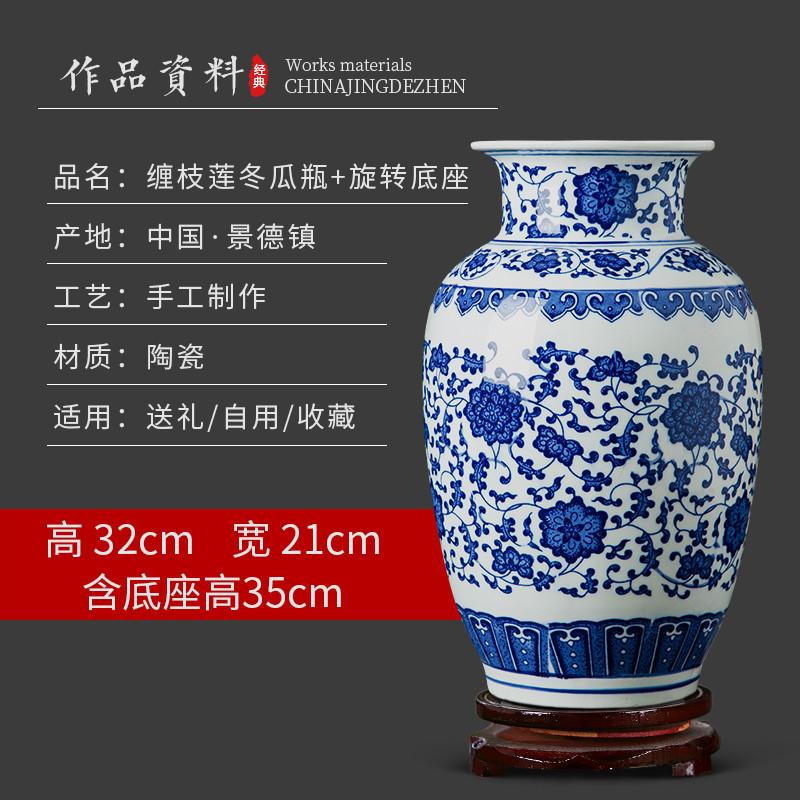 作品資料
经典
Works materials
CHINAJINGDEZHEN
品名：缠枝莲冬瓜瓶+旋转底座
产地：中国·景德镇
工艺：手工制作
材质：陶瓷
适用：送礼/自用/收藏
高 32cm 宽 21cm
含底座高35cm